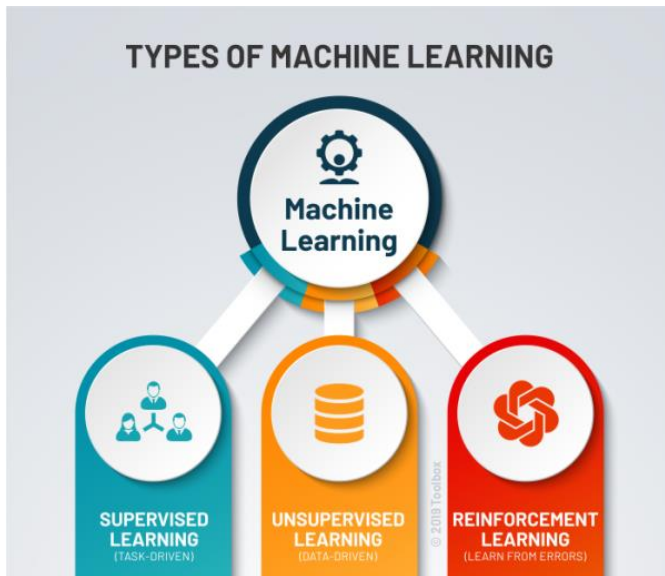 TYPES OF MACHINE LEARNING
Machine
Learning
SUPERVISED
LEARNING
(TASK-DRIVEN)
UNSUPERVISED
LEARNING
(DATA-DRIVEN)
© 2019 Toolbox
REINFORCEMENT
LEARNING
(LEARN FROM ERRORS)